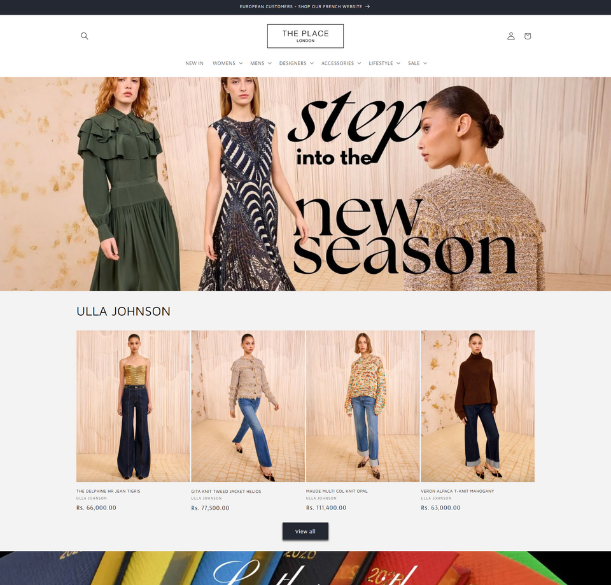 EUROPEAN CUSTOMERS - SHOP OUR FRENCH WEBSITE →
THE PLACE
LONDON
NEW IN WOMENS MENS DESIGNERS ACCESSORIES LIFESTYLE SALE
step
into the
new
season
ULLA JOHNSON
THE DELPHINE HR JEAN TIGRIS
ULLA JOHNSON
Rs. 66,000.00
GITA KNIT TWEED JACKET HELIOS
ULLA JOHNSON
Rs. 77,500.00
MAUDE MULTI COL KNIT OPAL
ULLA JOHNSON
Rs. 111,400.00
VERON ALPACA T-KNIT MAHOGANY
ULLA JOHNSON
Rs. 63,000.00
View all
2026